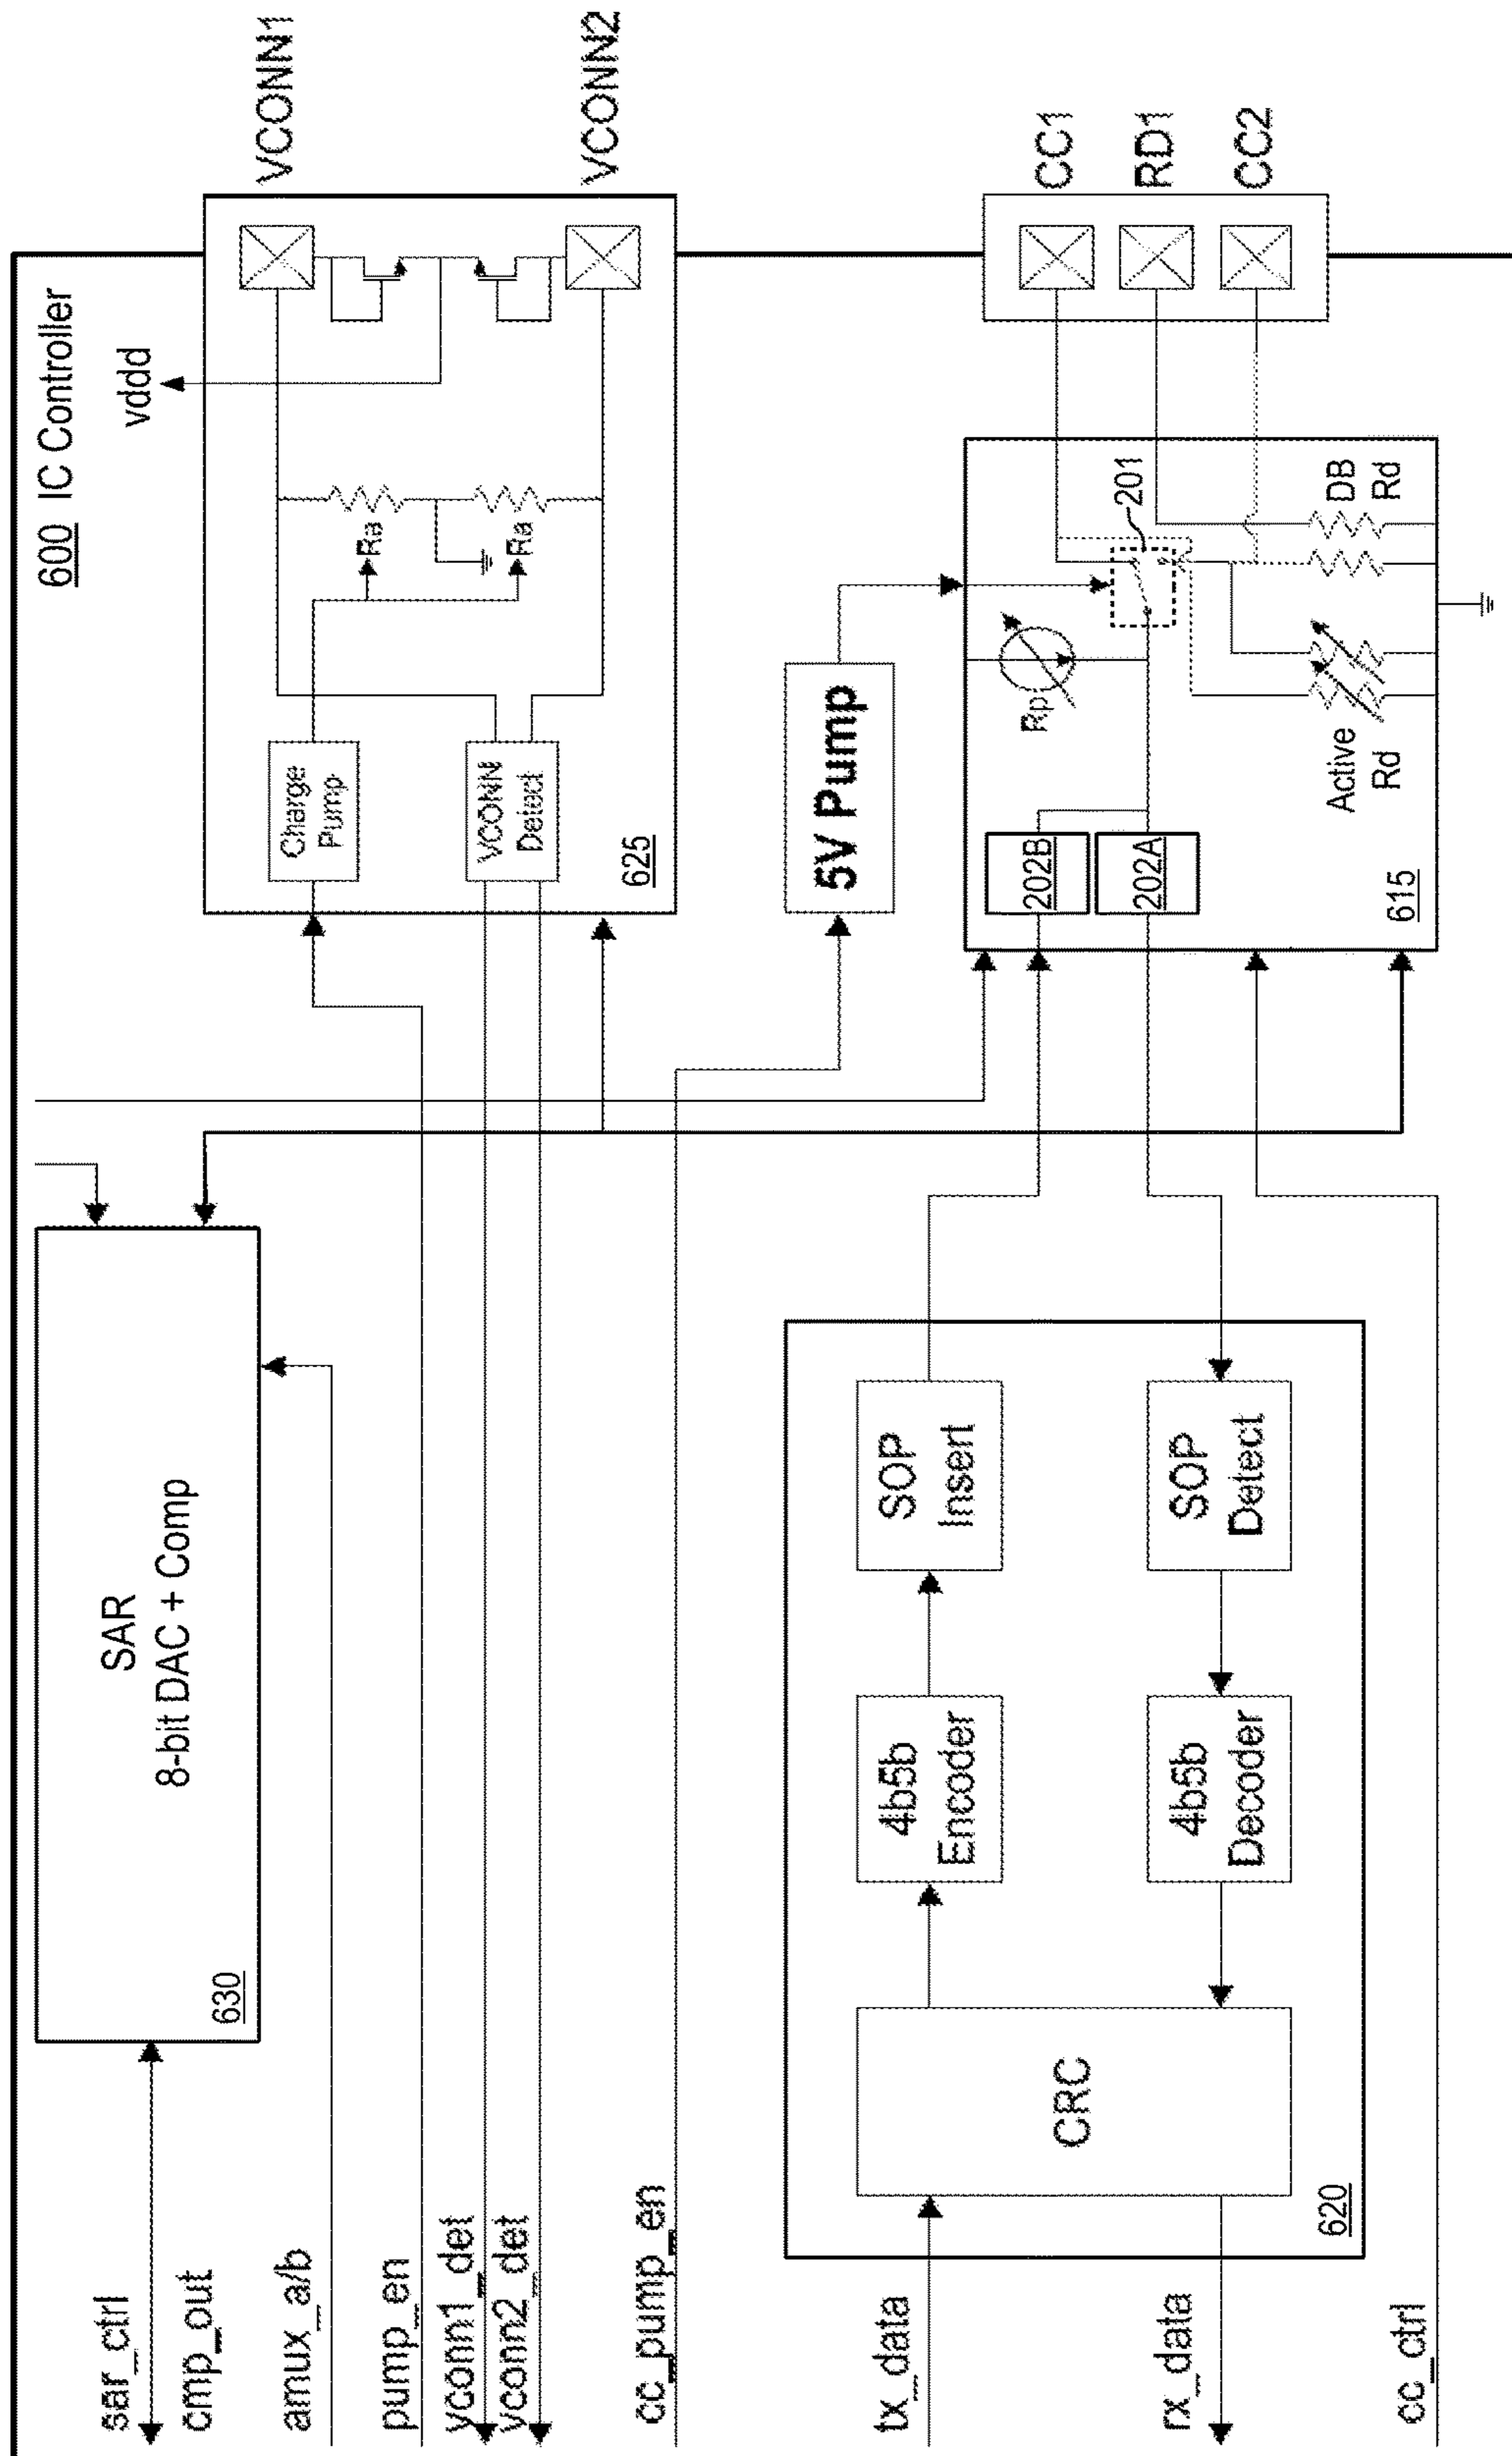 600 IC Controller
sar_ctrl
cmp_out
amux_a/b
pump_en
vconn1_det
vconn2_det
cc_pump_en
tx_data
rx_data
cc_ctrl
SAR
8-bit DAC + Comp
630
CRC
4b5b
Encoder
SOP
Insert
4b5b
Decoder
SOP
Detect
620
vddd
Charge
Pump
VCONN
Detect
Ra
Ra
625
VCONN1
VCONN2
5V Pump
202B
202A
Rp
201
Active
Rd
DB
Rd
615
CC1
RD1
CC2